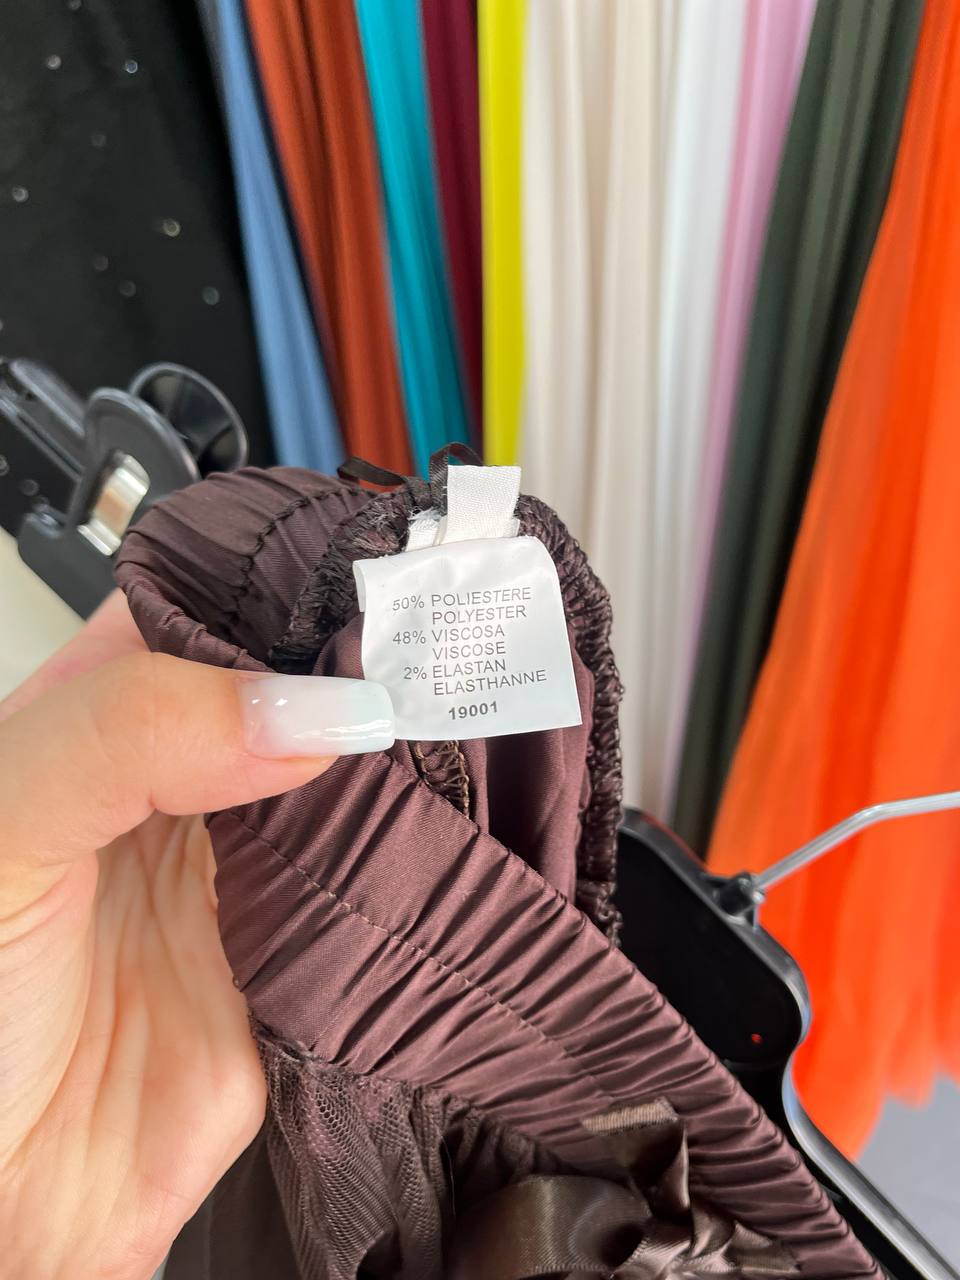 50% POLIESTERE
POLYESTER
48% VISCOSA
VISCOSE
2% ELASTAN
ELASTHANNE
19001